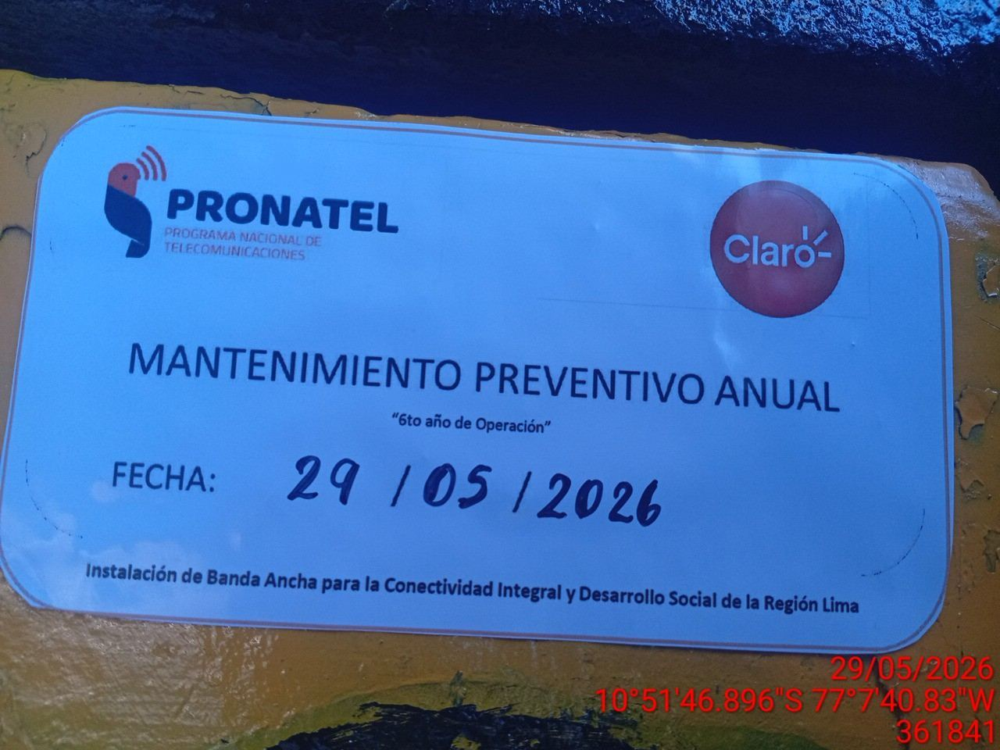 PRONATEL
PROGRAMA NACIONAL DE
TELECOMUNICACIONES
Claro
MANTENIMIENTO PREVENTIVO ANUAL
“6to año de Operación”
FECHA: 29 / 05 / 2026
Instalación de Banda Ancha para la Conectividad Integral y Desarrollo Social de la Región Lima
29/05/2026
10°51'46.896"S 77°7'40.83"W
361841